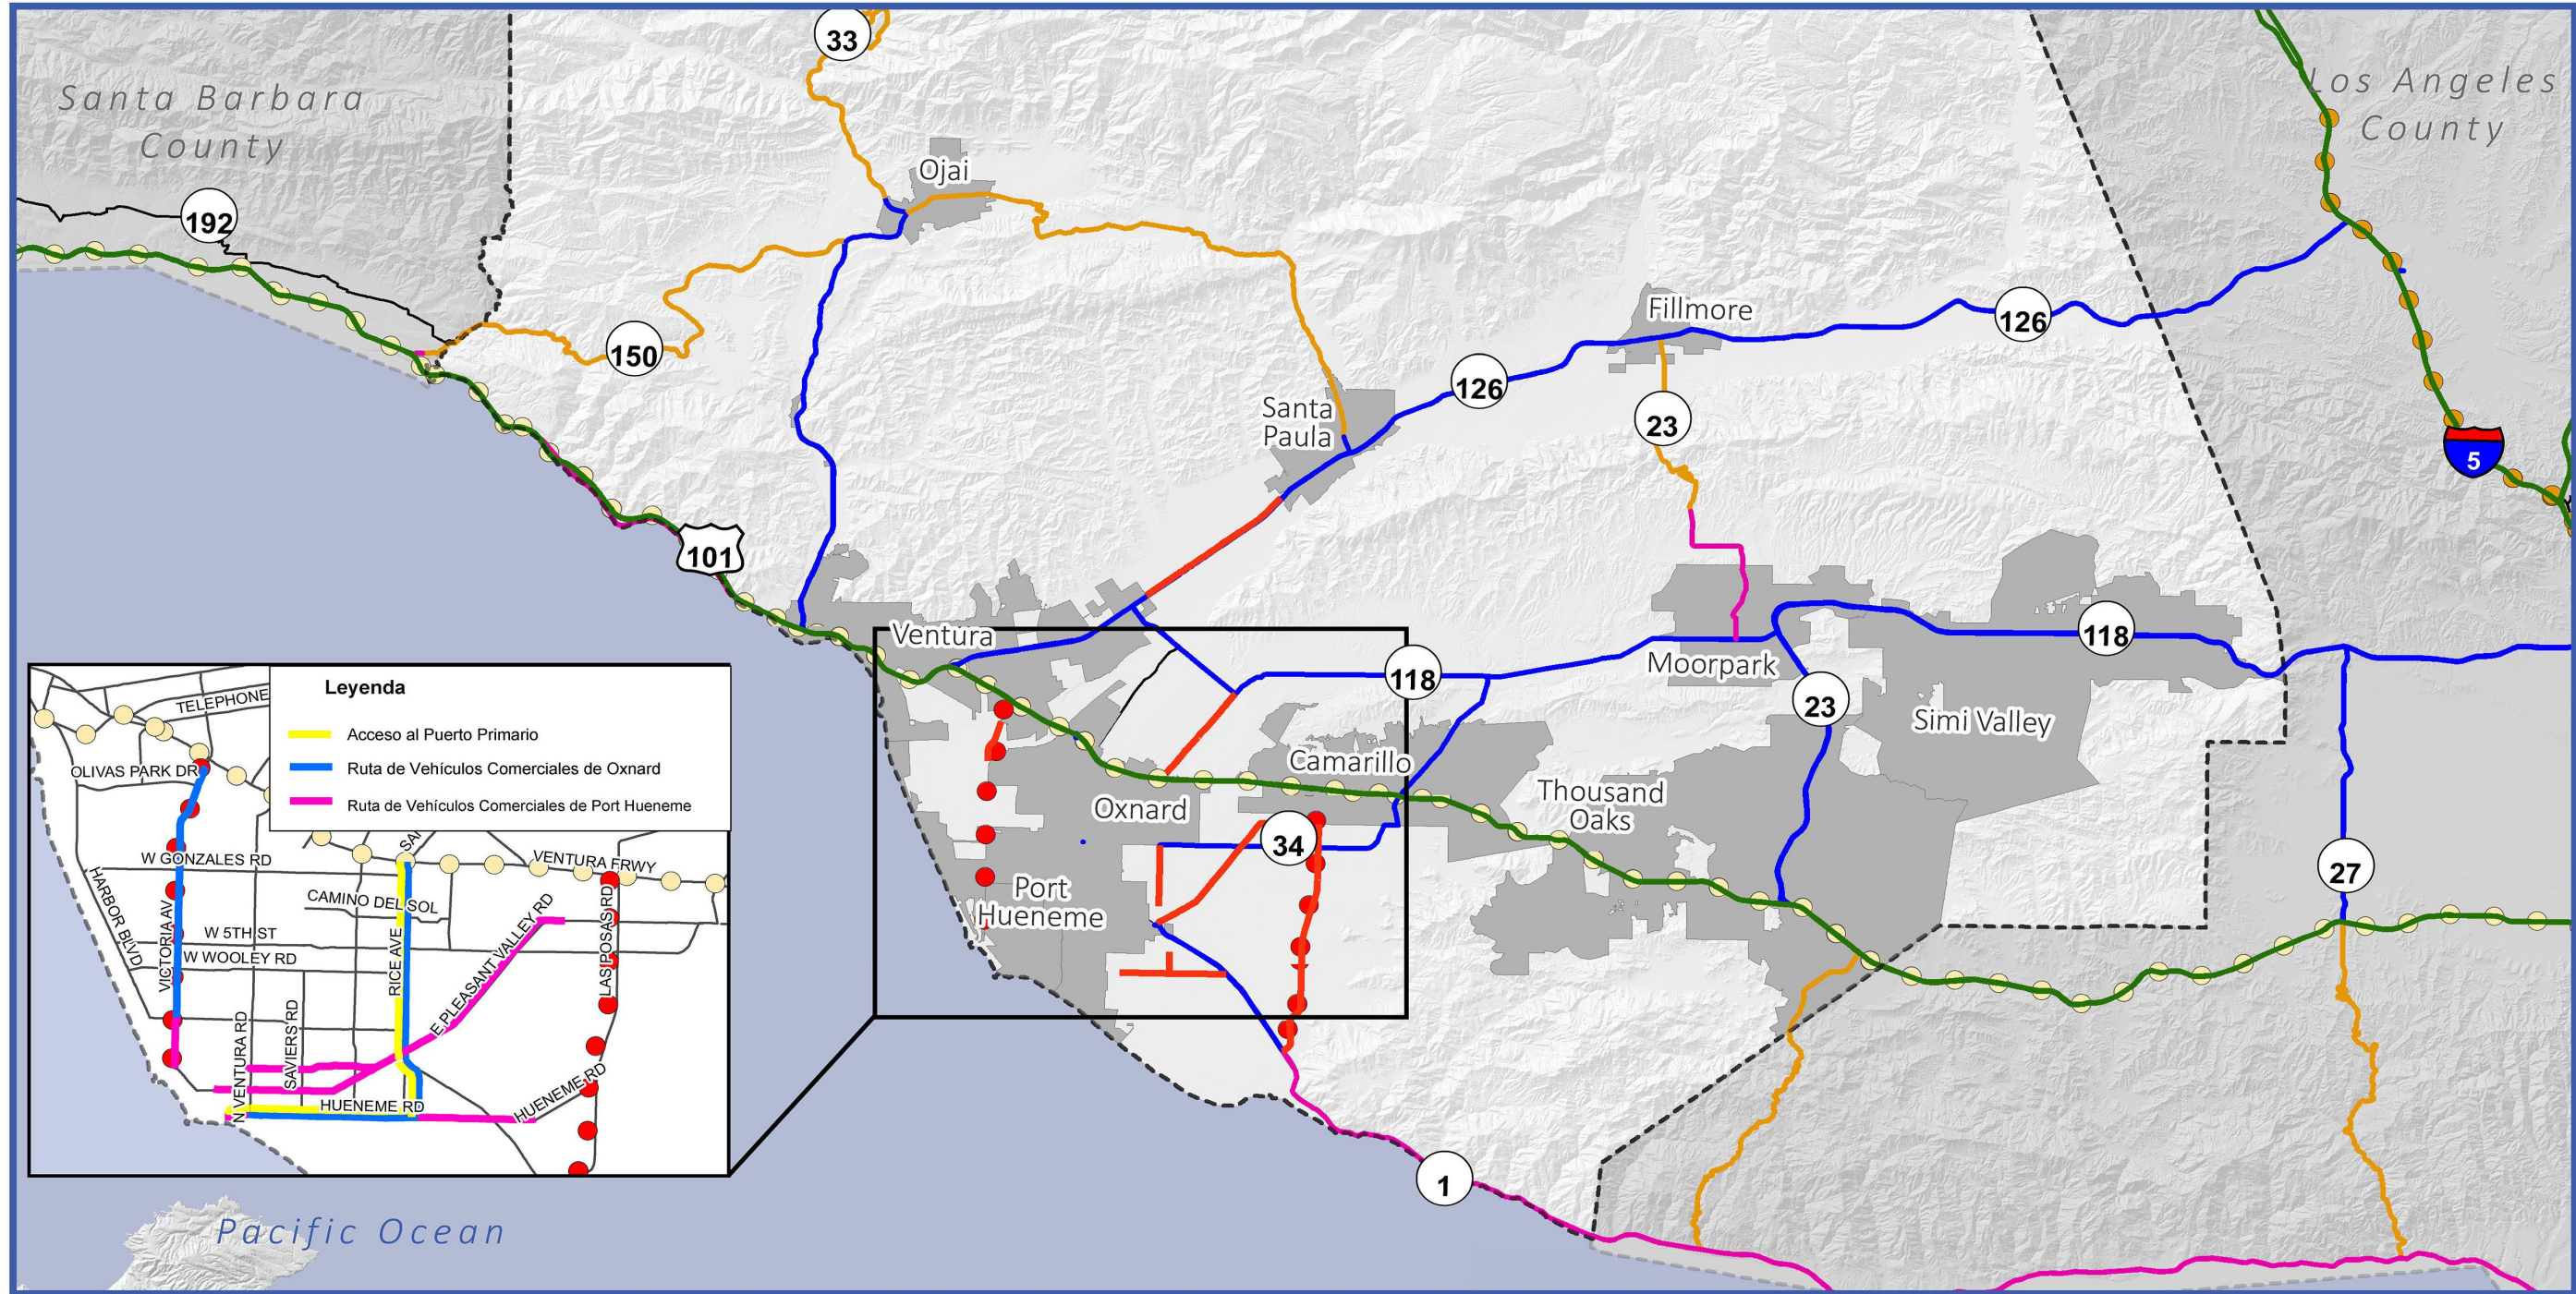 33
Santa Barbara
County
Los Angeles
County
Ojai
192
Fillmore
126
150
126
Santa
Paula
23
5
101
Ventura
118
118
Moorpark
23
Simi Valley
Camarillo
Thousand
Oaks
Oxnard
34
27
Port
Hueneme
1
Pacific Ocean
Leyenda
Acceso al Puerto Primario
Ruta de Vehículos Comerciales de Oxnard
Ruta de Vehículos Comerciales de Port Hueneme
TELEPHONE
OLIVAS PARK DR
W GONZALES RD
VENTURA FRWY
HARBOR BLVD
CAMINO DEL SOL
VICTORIA AV
W 5TH ST
W WOOLEY RD
RICE AVE
E PLEASANT VALLEY RD
LAS POSAS RD
N VENTURA RD
SAVIERS RD
HUENEME RD
HUENEME RD